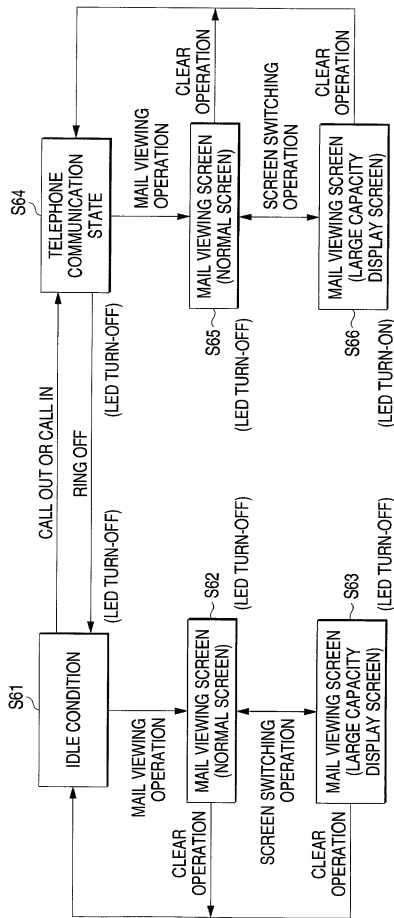 S61
IDLE CONDITION
CALL OUT OR CALL IN
RING OFF
(LED TURN-OFF)
(LED TURN-OFF)
S64
TELEPHONE
COMMUNICATION
STATE
MAIL VIEWING
OPERATION
S62
MAIL VIEWING SCREEN
(NORMAL SCREEN)
(LED TURN-OFF)
CLEAR
OPERATION
SCREEN SWITCHING
OPERATION
S63
MAIL VIEWING SCREEN
(LARGE CAPACITY
DISPLAY SCREEN)
(LED TURN-OFF)
CLEAR
OPERATION
MAIL VIEWING
OPERATION
S65
MAIL VIEWING SCREEN
(NORMAL SCREEN)
(LED TURN-OFF)
CLEAR
OPERATION
SCREEN SWITCHING
OPERATION
S66
MAIL VIEWING SCREEN
(LARGE CAPACITY
DISPLAY SCREEN)
(LED TURN-ON)
CLEAR
OPERATION